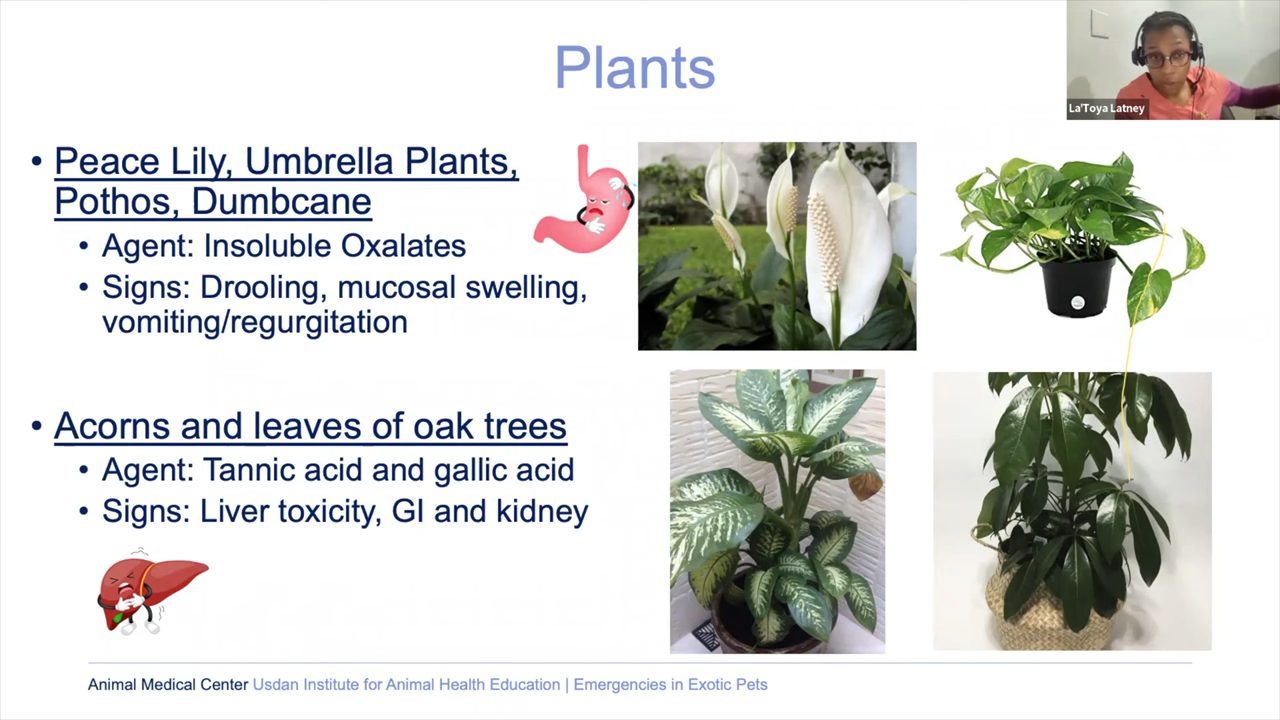 Plants
La'Toya Latney
• Peace Lily, Umbrella Plants,
Pothos, Dumbcane
• Agent: Insoluble Oxalates
• Signs: Drooling, mucosal swelling,
vomiting/regurgitation
• Acorns and leaves of oak trees
• Agent: Tannic acid and gallic acid
• Signs: Liver toxicity, GI and kidney
Animal Medical Center Usdan Institute for Animal Health Education | Emergencies in Exotic Pets